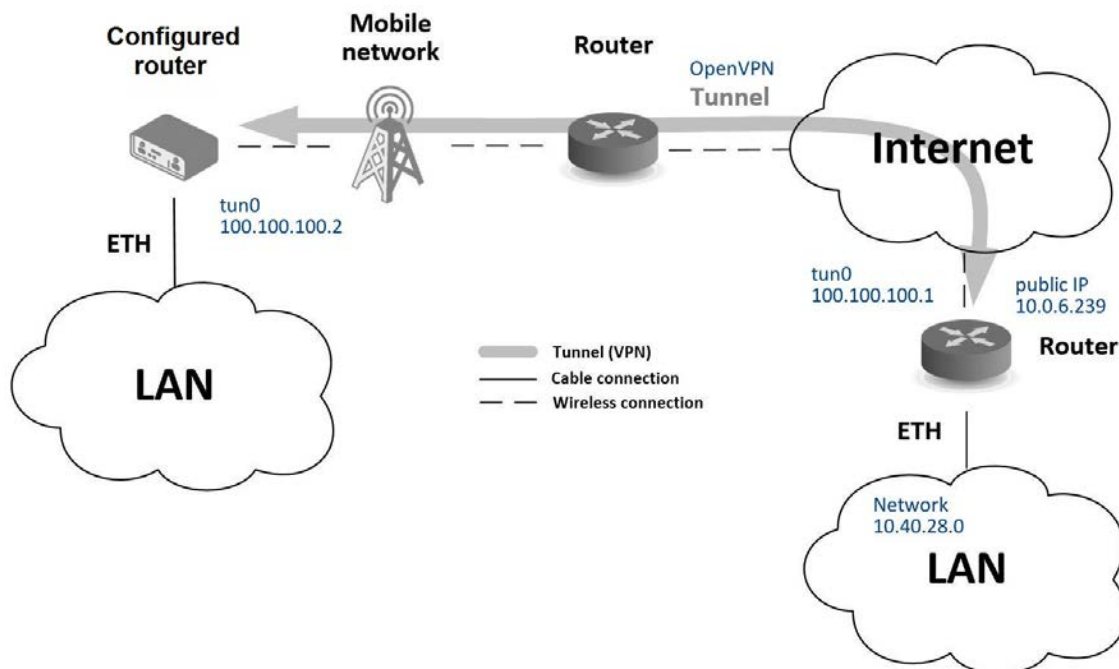 Configured
router
Mobile
network
Router
OpenVPN
Tunnel
Internet
tun0
100.100.100.2
ETH
LAN
tun0
100.100.100.1
public IP
10.0.6.239
Router
Tunnel (VPN)
Cable connection
Wireless connection
ETH
Network
10.40.28.0
LAN